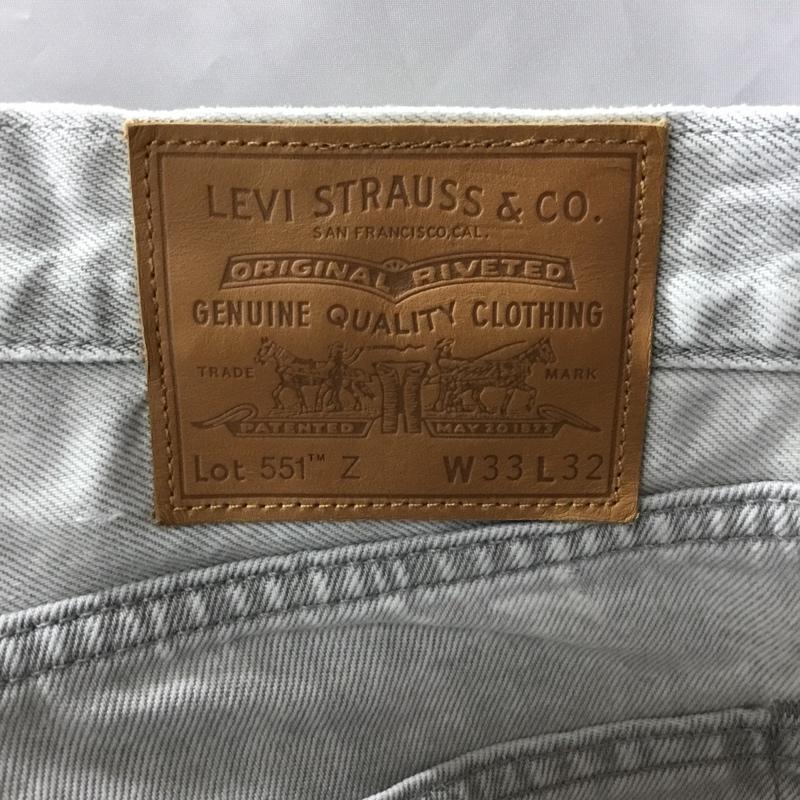 LEVI STRAUSS & CO.
SAN FRANCISCO, CAL.
ORIGINAL RIVETED
GENUINE QUALITY CLOTHING
TRADE MARK
PATENTED MAY 20 1873
Lot 551™ Z W33 L32